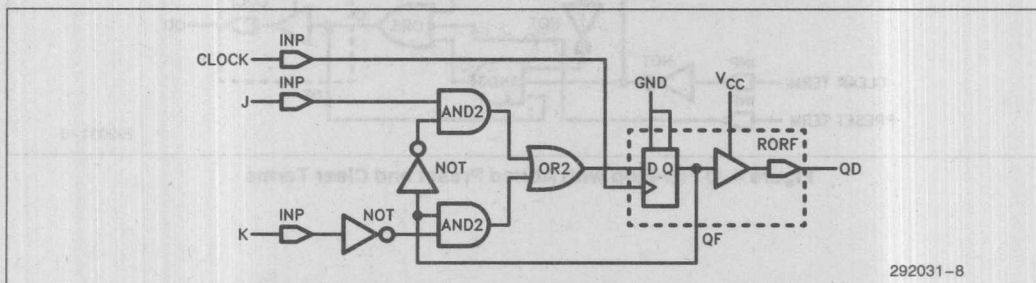 CLOCK INP
INP
J
AND2
NOT
OR2
AND2
INP
K
NOT
GND
VCC
D Q
RORF
QD
QF
292031-8